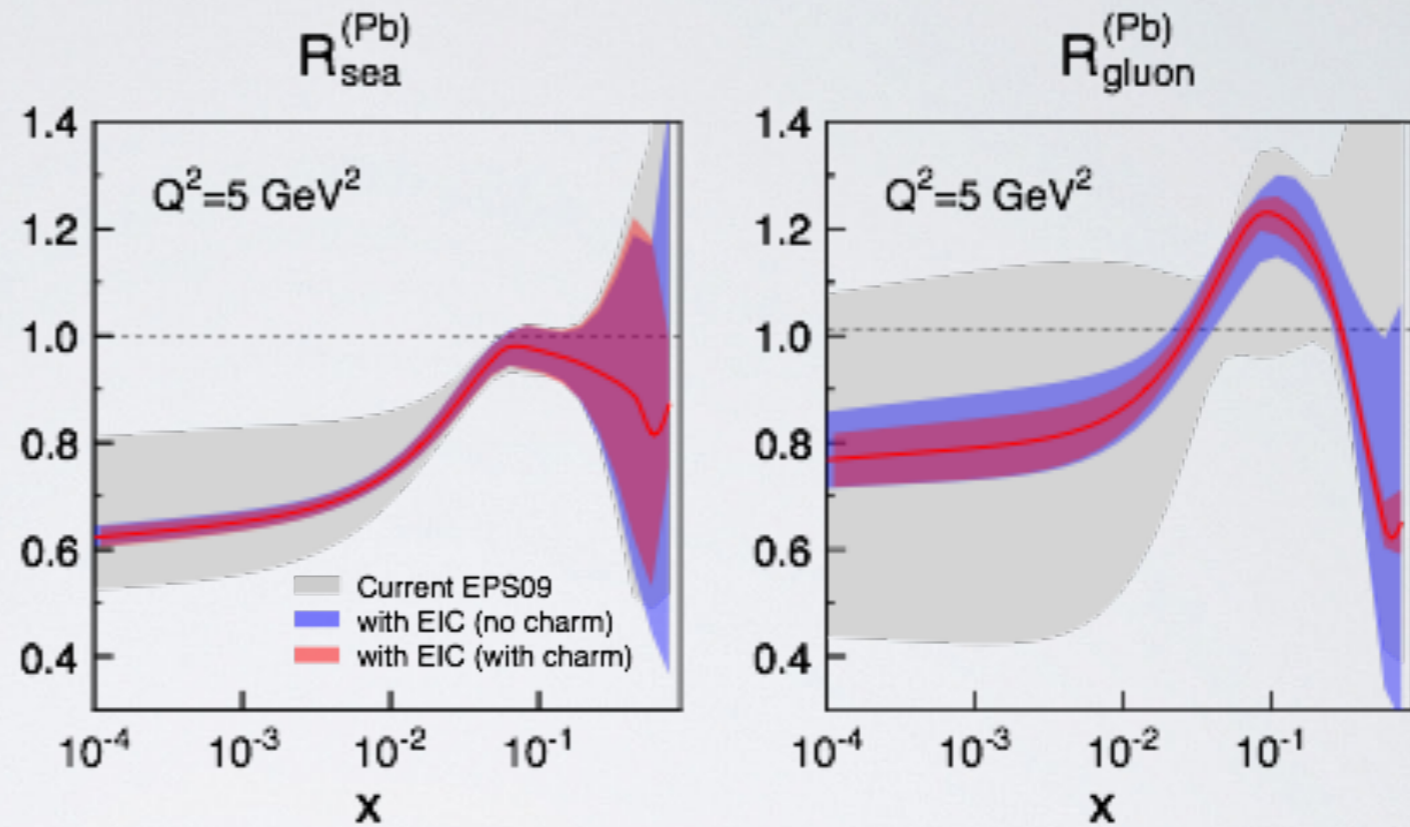 R_sea^(Pb)
1.4
1.2
1.0
0.8
0.6
0.4
Q²=5 GeV²
Current EPS09
with EIC (no charm)
with EIC (with charm)
10⁻⁴ 10⁻³ 10⁻² 10⁻¹
x
R_gluon^(Pb)
1.4
1.2
1.0
0.8
0.6
0.4
Q²=5 GeV²
10⁻⁴ 10⁻³ 10⁻² 10⁻¹
x